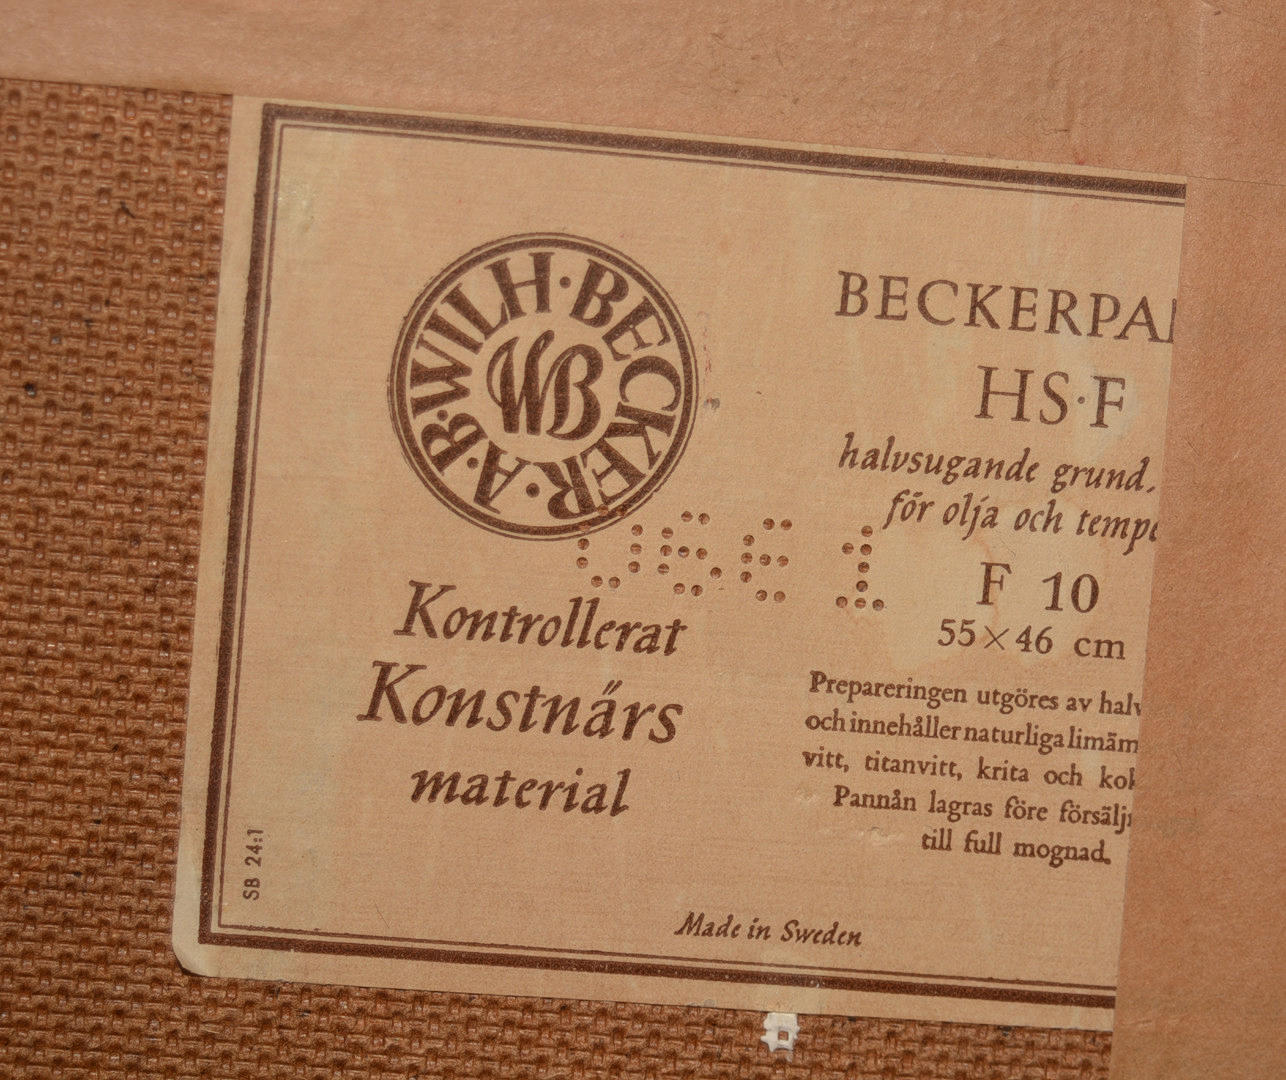 A·B·WILH·BECKER·
WB
BECKERPA
HS·F
halvsugande grund,
för olja och temp
F 10
55×46 cm
Kontrollerat
Konstnärs
material
Prepareringen utgöres av halv
och innehåller naturliga limäm
vitt, titanvitt, krita och kok
Pannån lagras före försälj
till full mognad.
SB 24:1
Made in Sweden